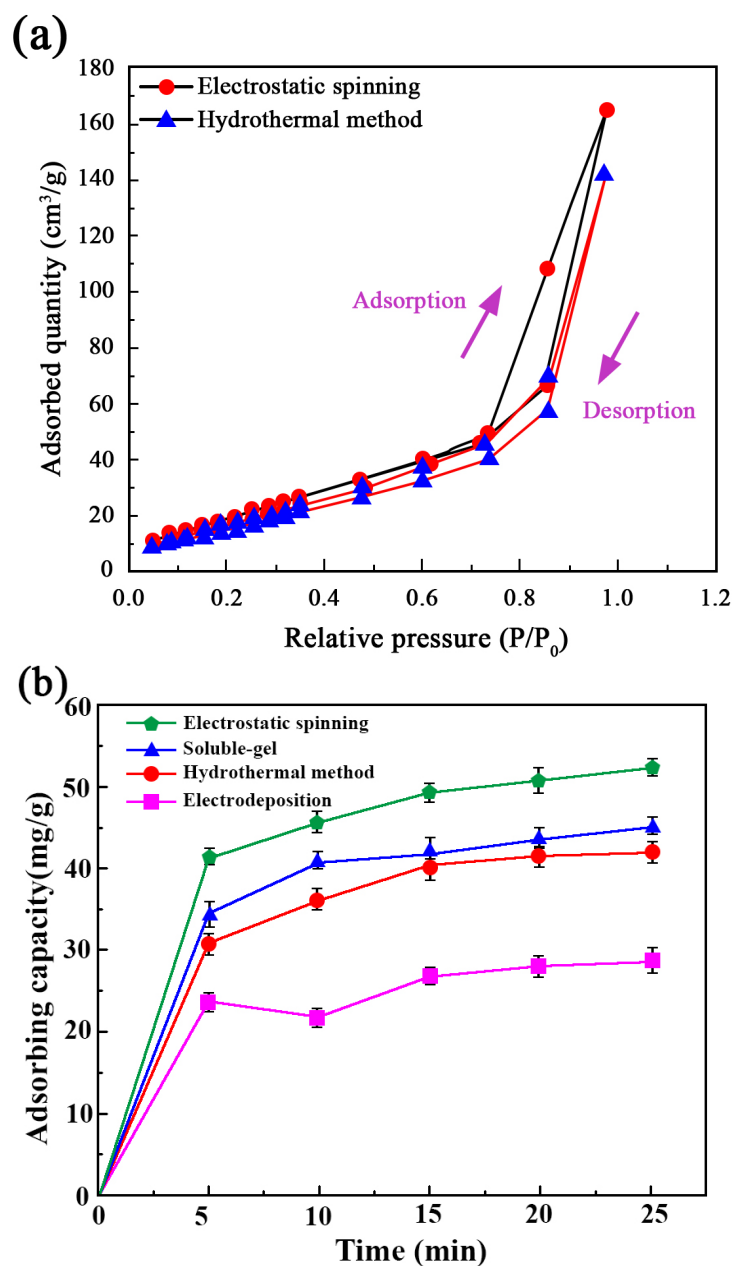 (a)
180
160
140
120
100
80
60
40
20
0
Adsorbed quantity (cm³/g)
Electrostatic spinning
Hydrothermal method
Adsorption
Desorption
0.0 0.2 0.4 0.6 0.8 1.0 1.2
Relative pressure (P/P₀)
(b)
60
50
40
30
20
10
0
Adsorbing capacity(mg/g)
Electrostatic spinning
Soluble-gel
Hydrothermal method
Electrodeposition
0 5 10 15 20 25
Time (min)